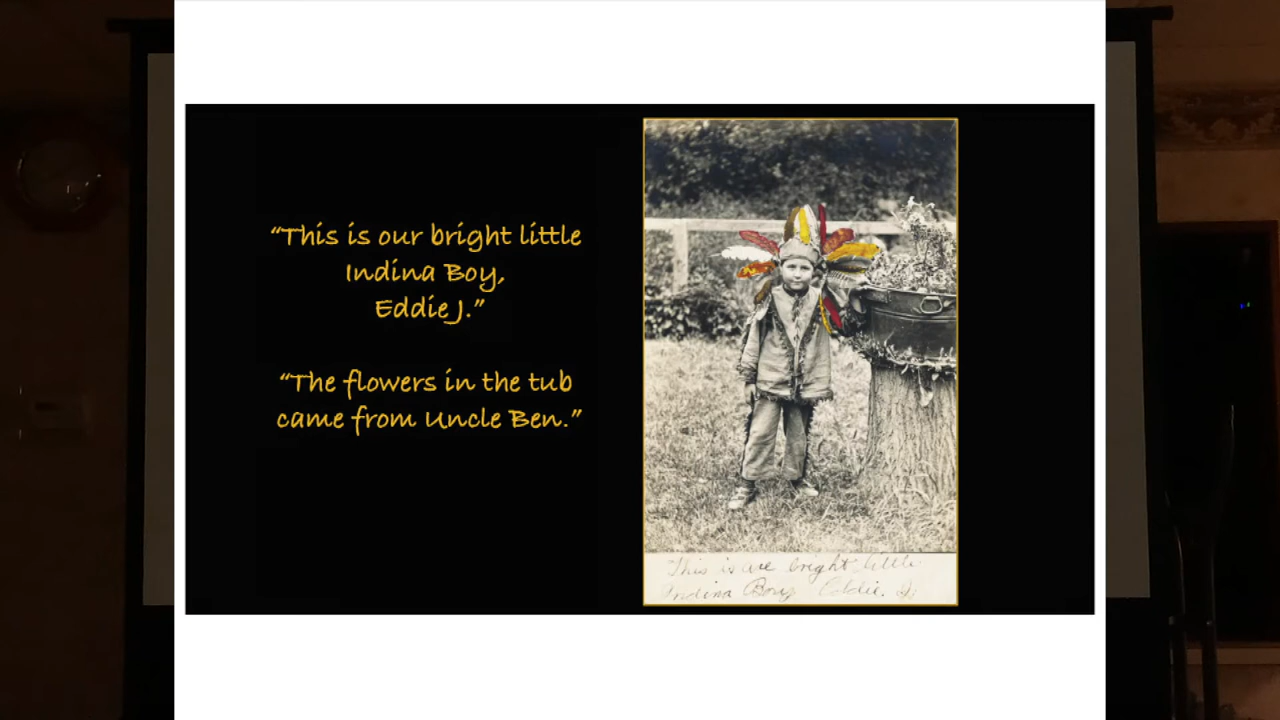 “This is our bright little
Indina Boy,
Eddie J.”
“The flowers in the tub
came from Uncle Ben.”
This is are bright little
Indina Boy Eddie. J.